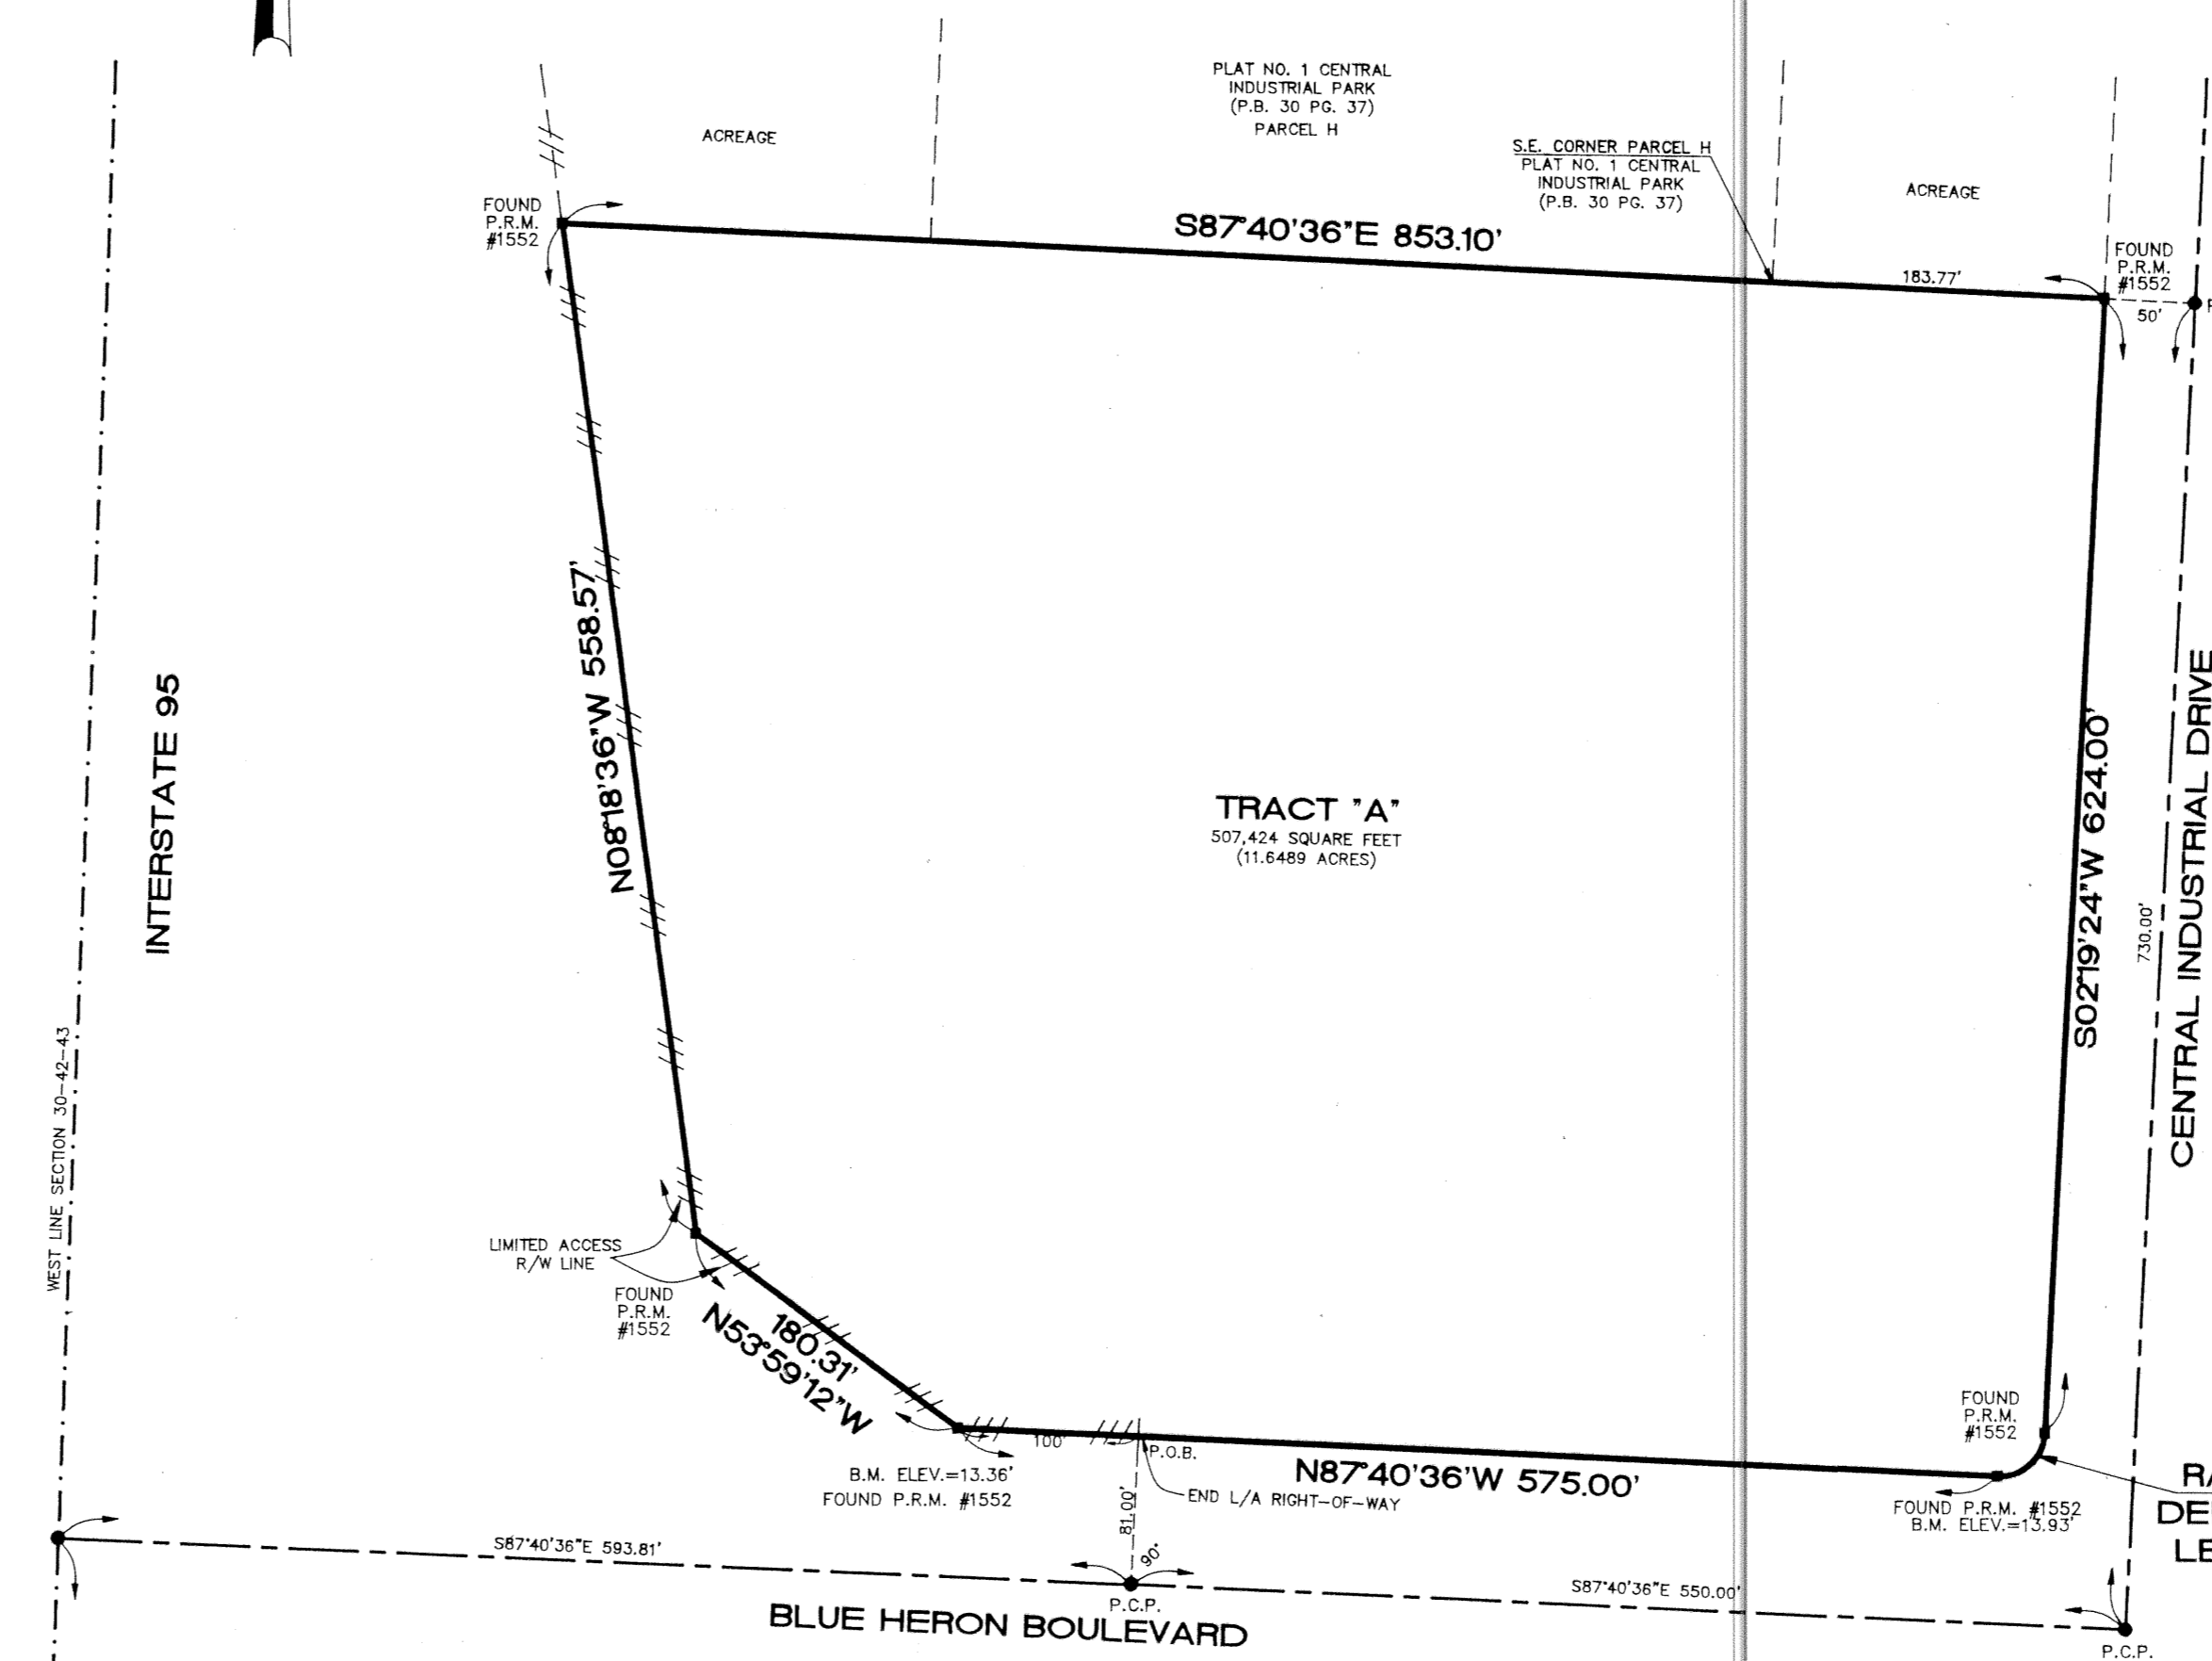 PLAT NO. 1 CENTRAL
INDUSTRIAL PARK
(P.B. 30 PG. 37)
PARCEL H
ACREAGE
S.E. CORNER PARCEL H
PLAT NO. 1 CENTRAL
INDUSTRIAL PARK
(P.B. 30 PG. 37)
ACREAGE
FOUND
P.R.M.
#1552
S87°40'36"E 853.10'
183.77'
FOUND
P.R.M.
#1552
50'
INTERSTATE 95
N08°18'36"W 558.57'
TRACT "A"
507,424 SQUARE FEET
(11.6489 ACRES)
S02°19'24"W 624.00'
730.00'
CENTRAL INDUSTRIAL DRIVE
WEST LINE SECTION 30-42-43
LIMITED ACCESS
R/W LINE
FOUND
P.R.M.
#1552
180.31'
N53°59'12"W
FOUND
P.R.M.
#1552
100'
P.O.B.
N87°40'36'W 575.00'
B.M. ELEV.=13.36'
FOUND P.R.M. #1552
END L/A RIGHT-OF-WAY
81.00'
90°
FOUND P.R.M. #1552
B.M. ELEV.=13.93'
RA
DE
LE
S87°40'36"E 593.81'
S87°40'36"E 550.00'
P.C.P.
BLUE HERON BOULEVARD
P.C.P.